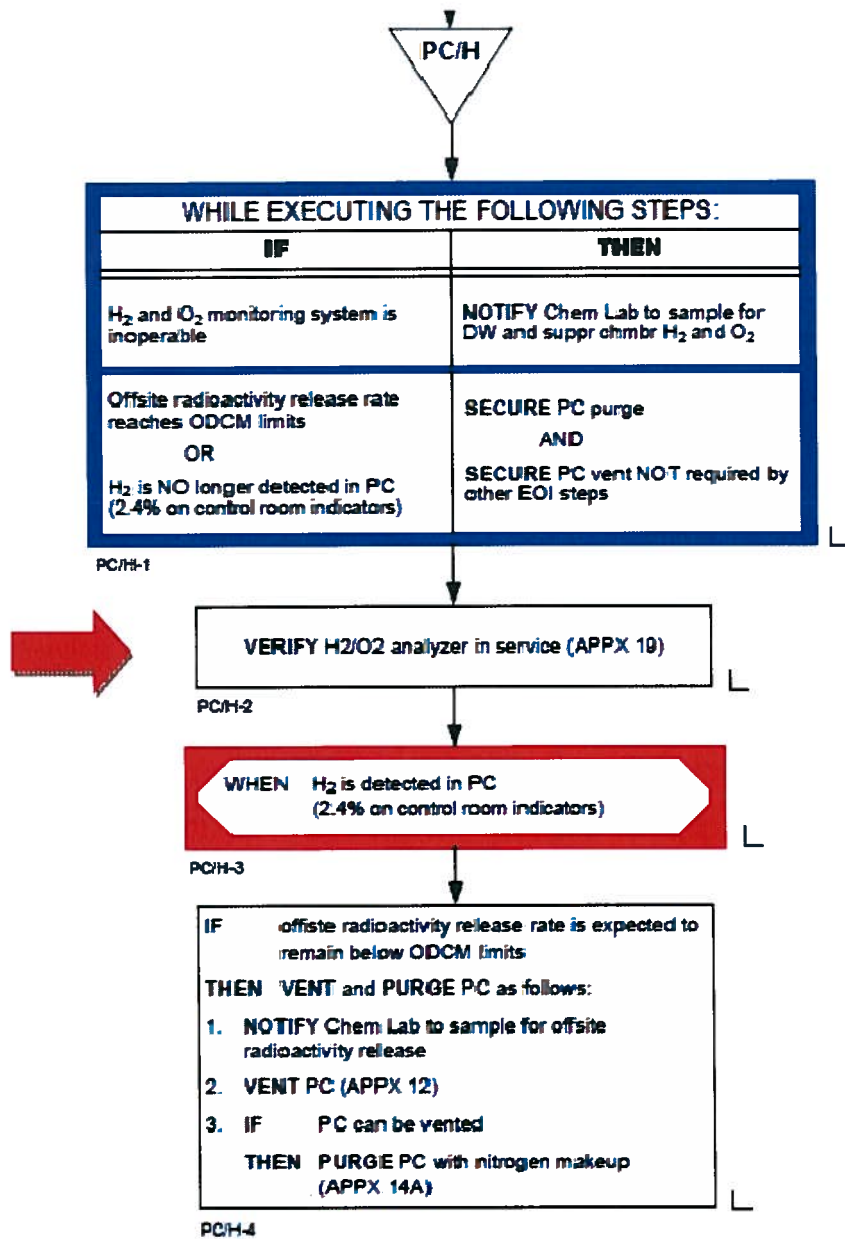 PC/H
WHILE EXECUTING THE FOLLOWING STEPS:
IF
THEN
H₂ and O₂ monitoring system is
inoperable
NOTIFY Chem Lab to sample for
DW and suppr chmbr H₂ and O₂
Offsite radioactivity release rate
reaches ODCM limits
OR
H₂ is NO longer detected in PC
(2.4% on control room indicators)
SECURE PC purge
AND
SECURE PC vent NOT required by
other EOI steps
PC/H-1
VERIFY H2/O2 analyzer in service (APPX 19)
PC/H-2
WHEN H₂ is detected in PC
(2.4% on control room indicators)
PC/H-3
IF offiste radioactivity release rate is expected to
remain below ODCM limits
THEN VENT and PURGE PC as follows:
1. NOTIFY Chem Lab to sample for offsite
radioactivity release
2. VENT PC (APPX 12)
3. IF PC can be vented
THEN PURGE PC with nitrogen makeup
(APPX 14A)
PC/H-4